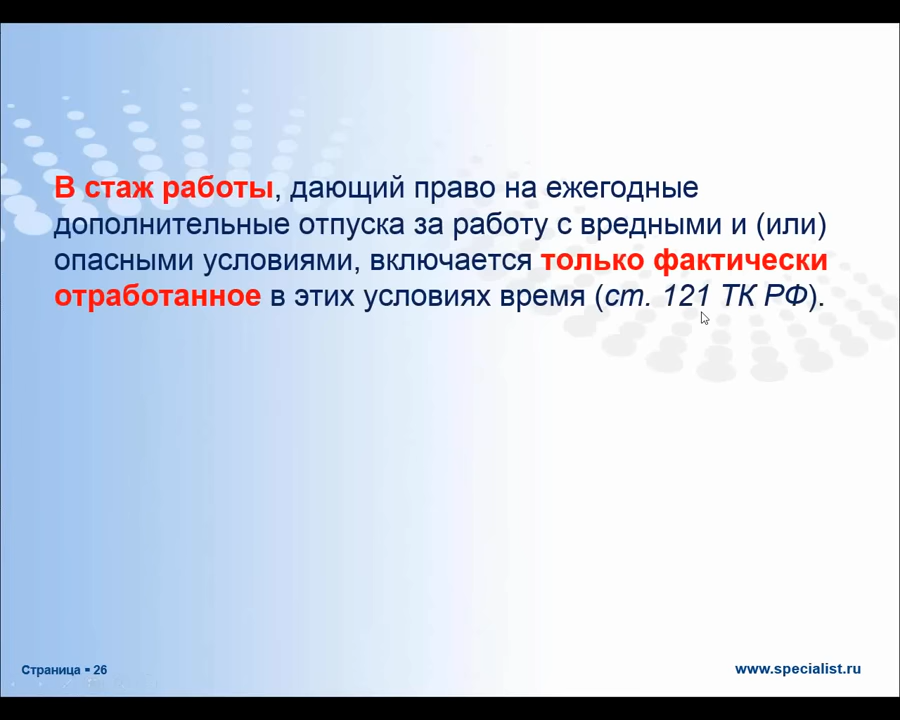 В стаж работы, дающий право на ежегодные
дополнительные отпуска за работу с вредными и (или)
опасными условиями, включается только фактически
отработанное в этих условиях время (ст. 121 ТК РФ).
Страница ▪ 26
www.specialist.ru